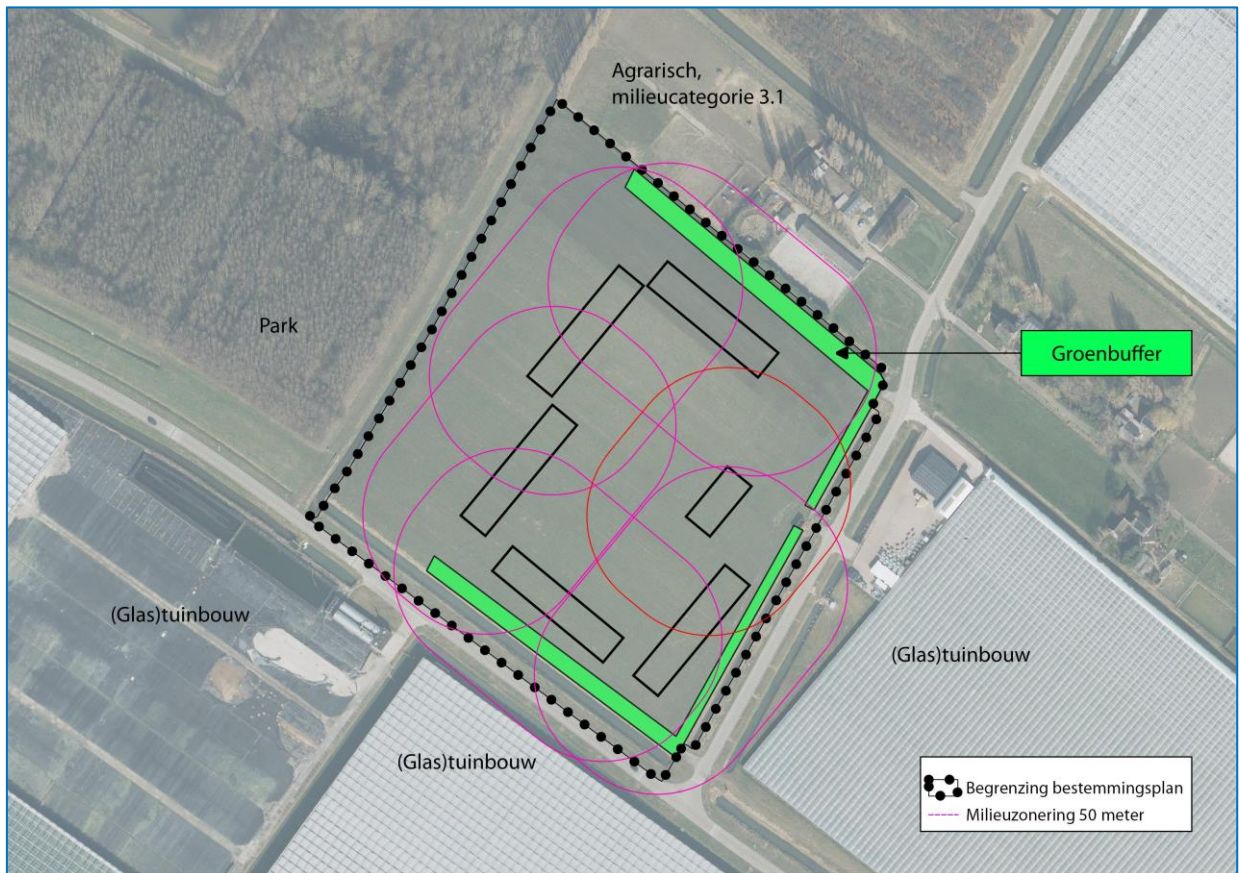 Agrarisch,
milieucategorie 3.1
Park
Groenbuffer
(Glas)tuinbouw
(Glas)tuinbouw
(Glas)tuinbouw
Begrenzing bestemmingsplan
Milieuzonering 50 meter